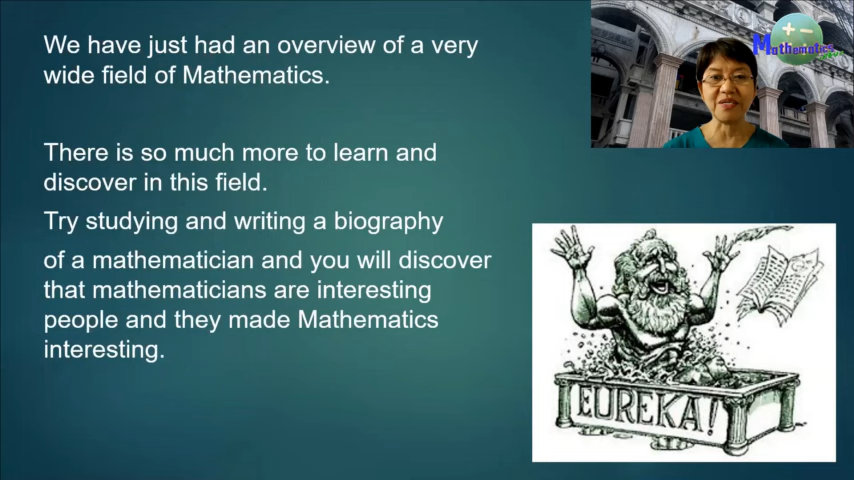 We have just had an overview of a very
wide field of Mathematics.
There is so much more to learn and
discover in this field.
Try studying and writing a biography
of a mathematician and you will discover
that mathematicians are interesting
people and they made Mathematics
interesting.
Mathematics
EUREKA!